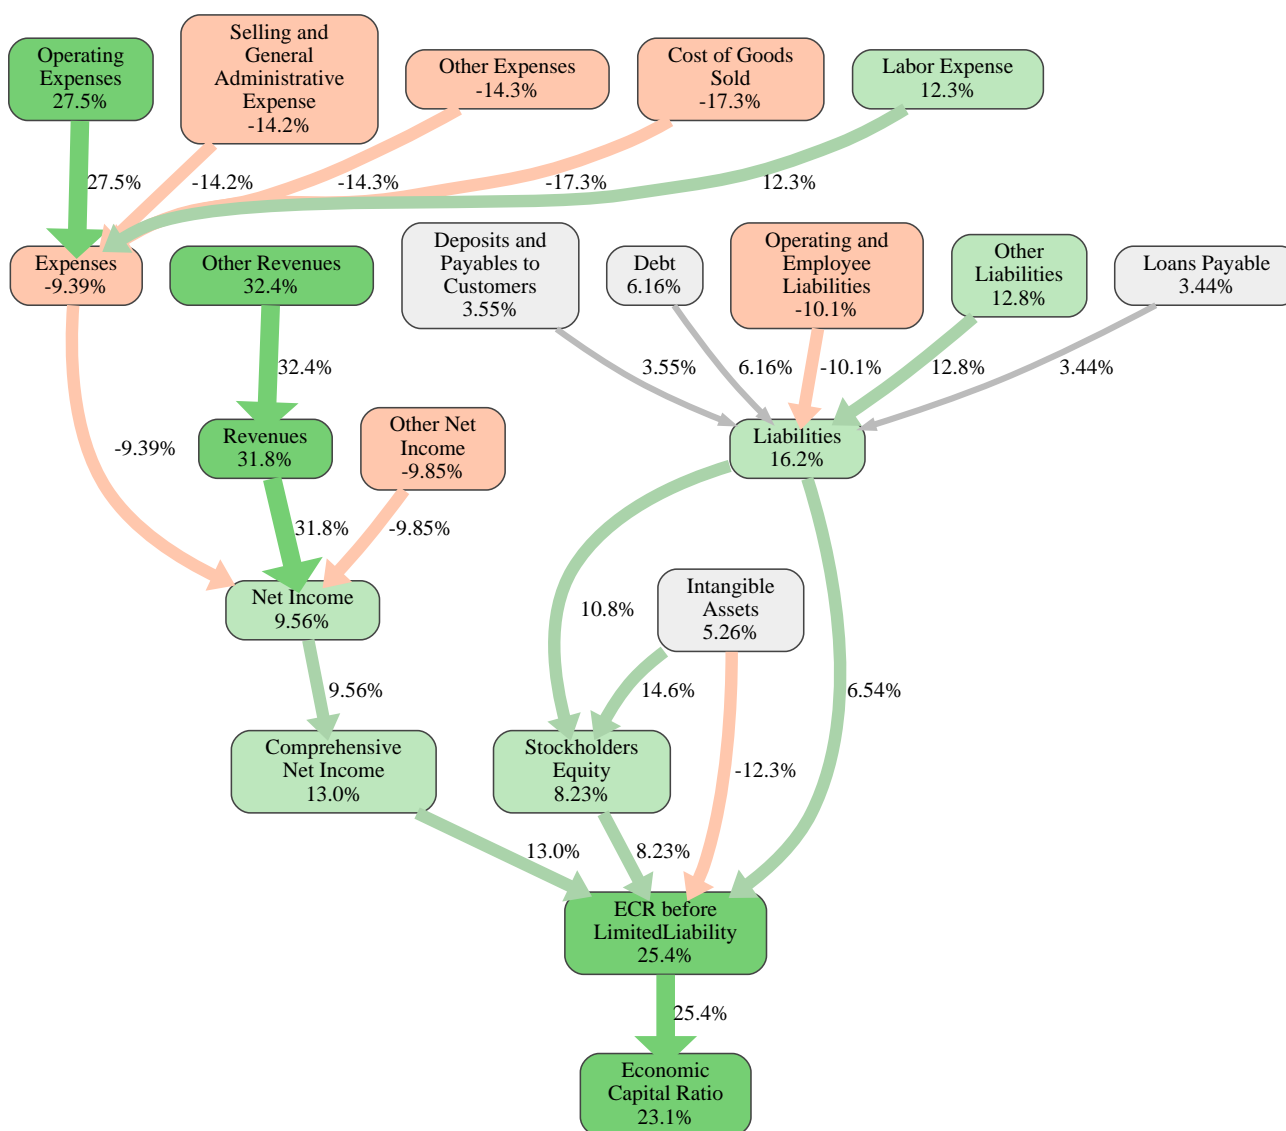 Operating
Expenses
27.5%
Selling and
General
Administrative
Expense
-14.2%
Other Expenses
-14.3%
Cost of Goods
Sold
-17.3%
Labor Expense
12.3%
27.5%
-14.2%
-14.3%
-17.3%
12.3%
Expenses
-9.39%
Other Revenues
32.4%
Deposits and
Payables to
Customers
3.55%
Debt
6.16%
Operating and
Employee
Liabilities
-10.1%
Other
Liabilities
12.8%
Loans Payable
3.44%
32.4%
3.55%
6.16%
-10.1%
12.8%
3.44%
-9.39%
Revenues
31.8%
Other Net
Income
-9.85%
Liabilities
16.2%
31.8%
-9.85%
Net Income
9.56%
10.8%
Intangible
Assets
5.26%
9.56%
14.6%
6.54%
Comprehensive
Net Income
13.0%
Stockholders
Equity
8.23%
-12.3%
13.0%
8.23%
ECR before
LimitedLiability
25.4%
25.4%
Economic
Capital Ratio
23.1%